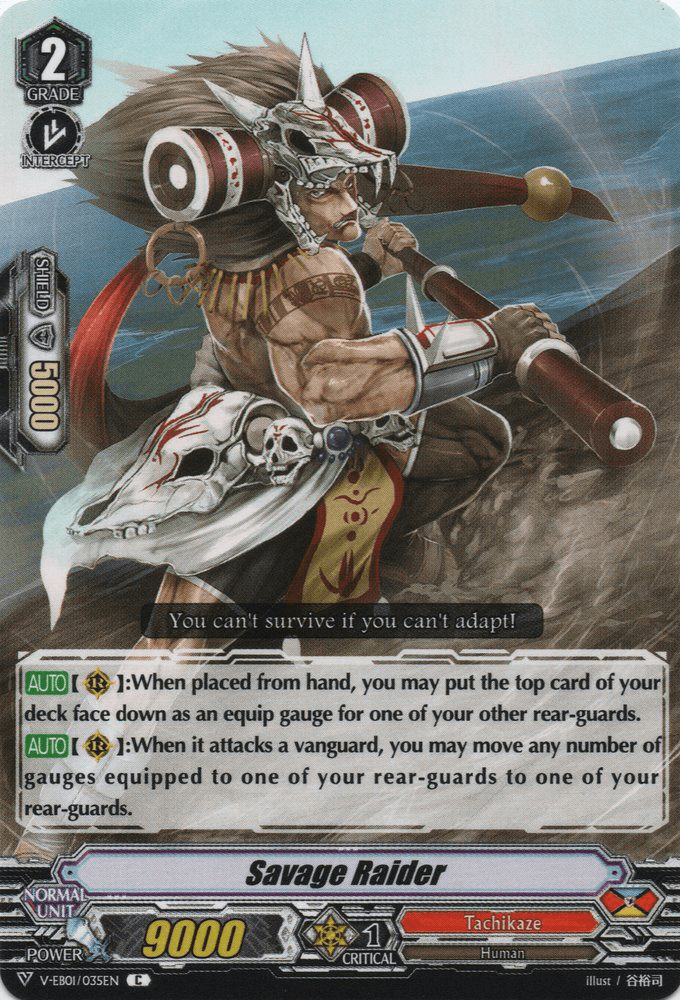 2
GRADE
INTERCEPT
SHIELD
5000
You can't survive if you can't adapt!
AUTO [ R ]:When placed from hand, you may put the top card of your
deck face down as an equip gauge for one of your other rear-guards.
AUTO [ R ]:When it attacks a vanguard, you may move any number of
gauges equipped to one of your rear-guards to one of your
rear-guards.
Savage Raider
NORMAL
UNIT
POWER
9000
1
CRITICAL
Tachikaze
Human
V-EB01/035EN C
illust / 谷裕司